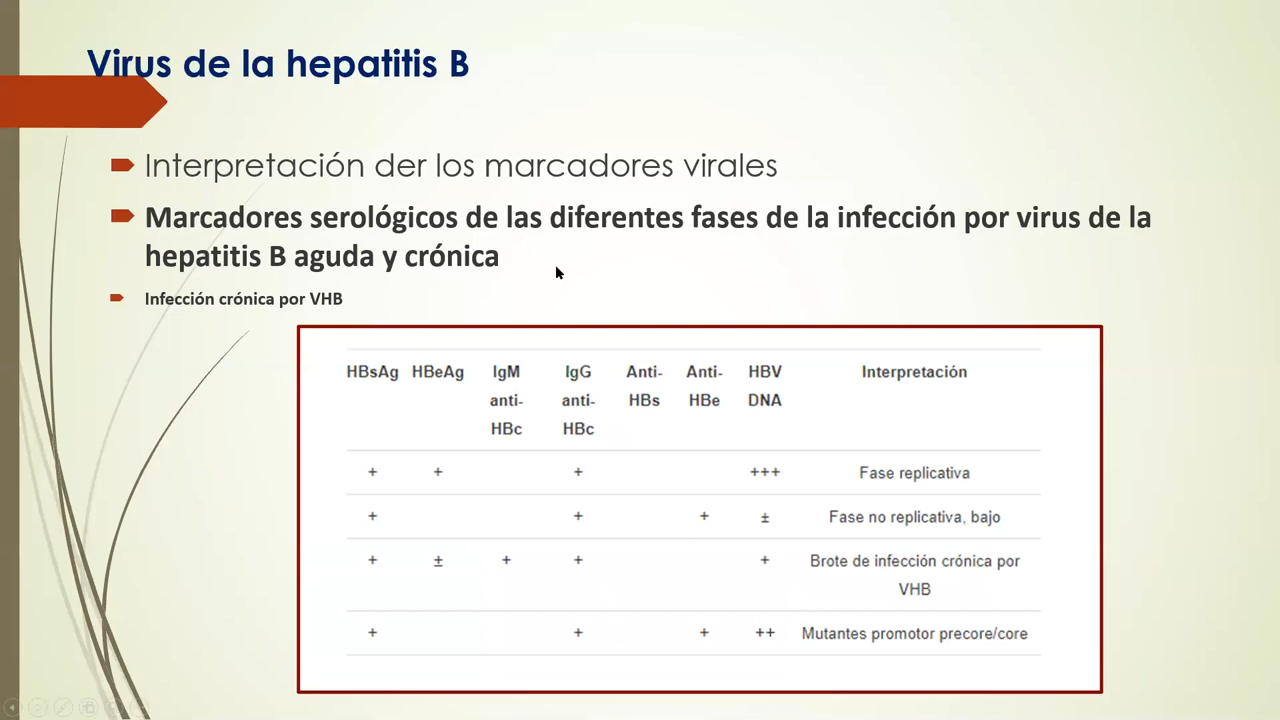 Virus de la hepatitis B
Interpretación der los marcadores virales
Marcadores serológicos de las diferentes fases de la infección por virus de la
hepatitis B aguda y crónica
Infección crónica por VHB
HBsAg HBeAg IgM IgG Anti- Anti- HBV Interpretación
anti- anti- HBs HBe DNA
HBc HBc
+ + + +++ Fase replicativa
+ + + ± Fase no replicativa, bajo
+ ± + + + Brote de infección crónica por
VHB
+ + + ++ Mutantes promotor precore/core